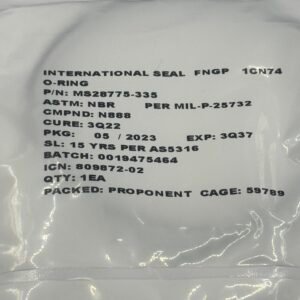 INTERNATIONAL SEAL FNGP 1CN74
O-RING
P/N: MS28775-335
ASTM: NBR PER MIL-P-25732
CMPND: N888
CURE: 3Q22
PKG: 05 / 2023 EXP: 3Q37
SL: 15 YRS PER AS5316
BATCH: 0019475464
ICN: 809872-02
QTY: 1EA
PACKED: PROPONENT CAGE: 59789